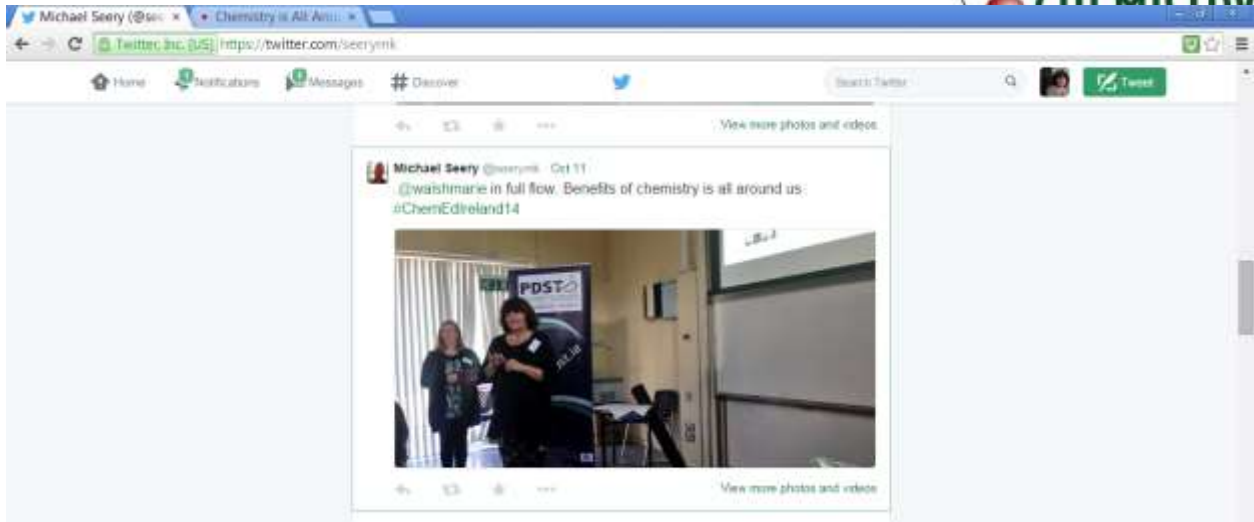 Michael Seery (@see
Chemistry is All Arou
Twitter, Inc. [US] https://twitter.com/seerymk
Home
Notifications
Messages
# Discover
Search Twitter
Tweet
View more photos and videos
Michael Seery @seerymk · Oct 11
.@walshmarie in full flow. Benefits of chemistry is all around us
#ChemEdIreland14
PDST
View more photos and videos